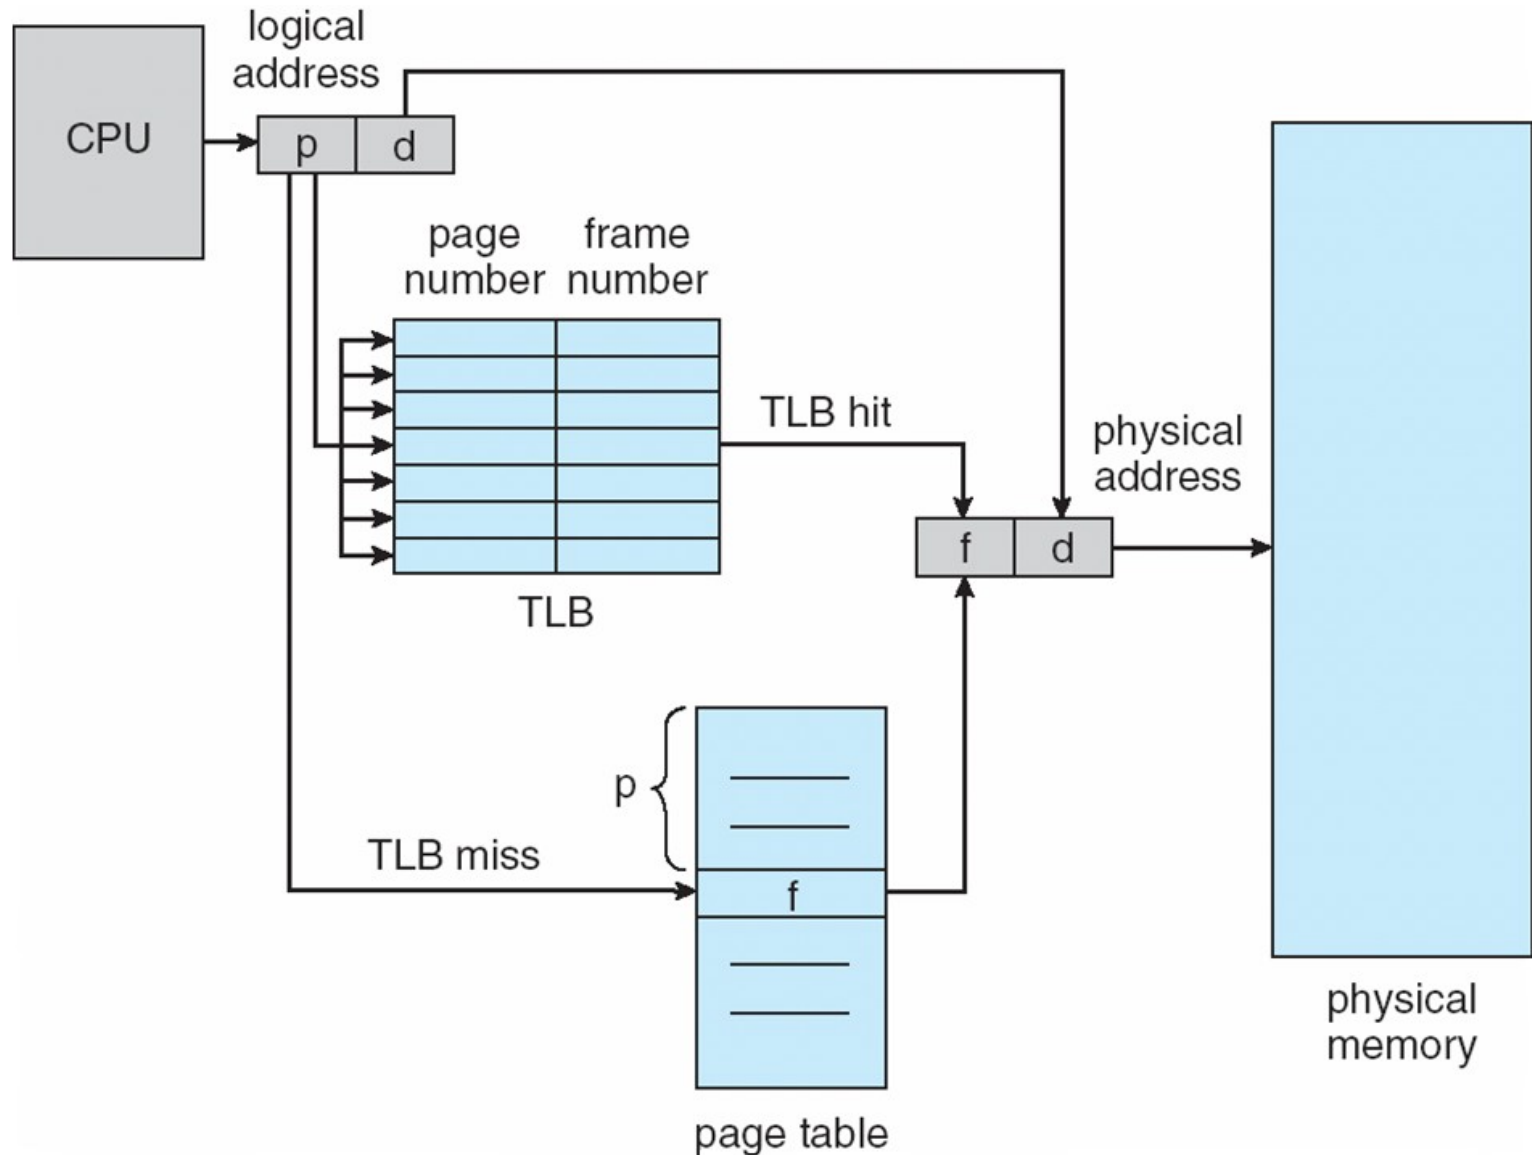 logical
address
CPU
p
d
page
number
frame
number
TLB hit
physical
address
f
d
TLB
p
TLB miss
f
physical
memory
page table